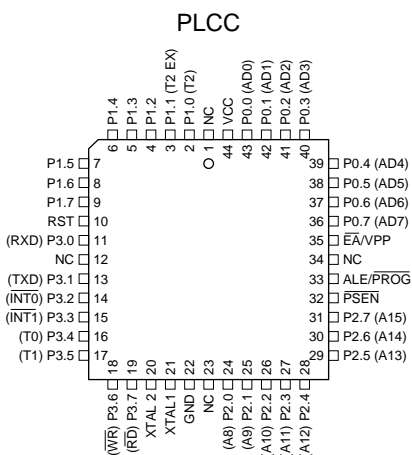 PLCC
P1.4
P1.3
P1.2
P1.1 (T2 EX)
P1.0 (T2)
NC
VCC
P0.0 (AD0)
P0.1 (AD1)
P0.2 (AD2)
P0.3 (AD3)
6
5
4
3
2
1
44
43
42
41
40
P1.5 7
P1.6 8
P1.7 9
RST 10
(RXD) P3.0 11
NC 12
(TXD) P3.1 13
(INT0) P3.2 14
(INT1) P3.3 15
(T0) P3.4 16
(T1) P3.5 17
39 P0.4 (AD4)
38 P0.5 (AD5)
37 P0.6 (AD6)
36 P0.7 (AD7)
35 EA/VPP
34 NC
33 ALE/PROG
32 PSEN
31 P2.7 (A15)
30 P2.6 (A14)
29 P2.5 (A13)
18
19
20
21
22
23
24
25
26
27
28
(WR) P3.6
(RD) P3.7
XTAL 2
XTAL1
GND
NC
(A8) P2.0
(A9) P2.1
(A10) P2.2
(A11) P2.3
(A12) P2.4